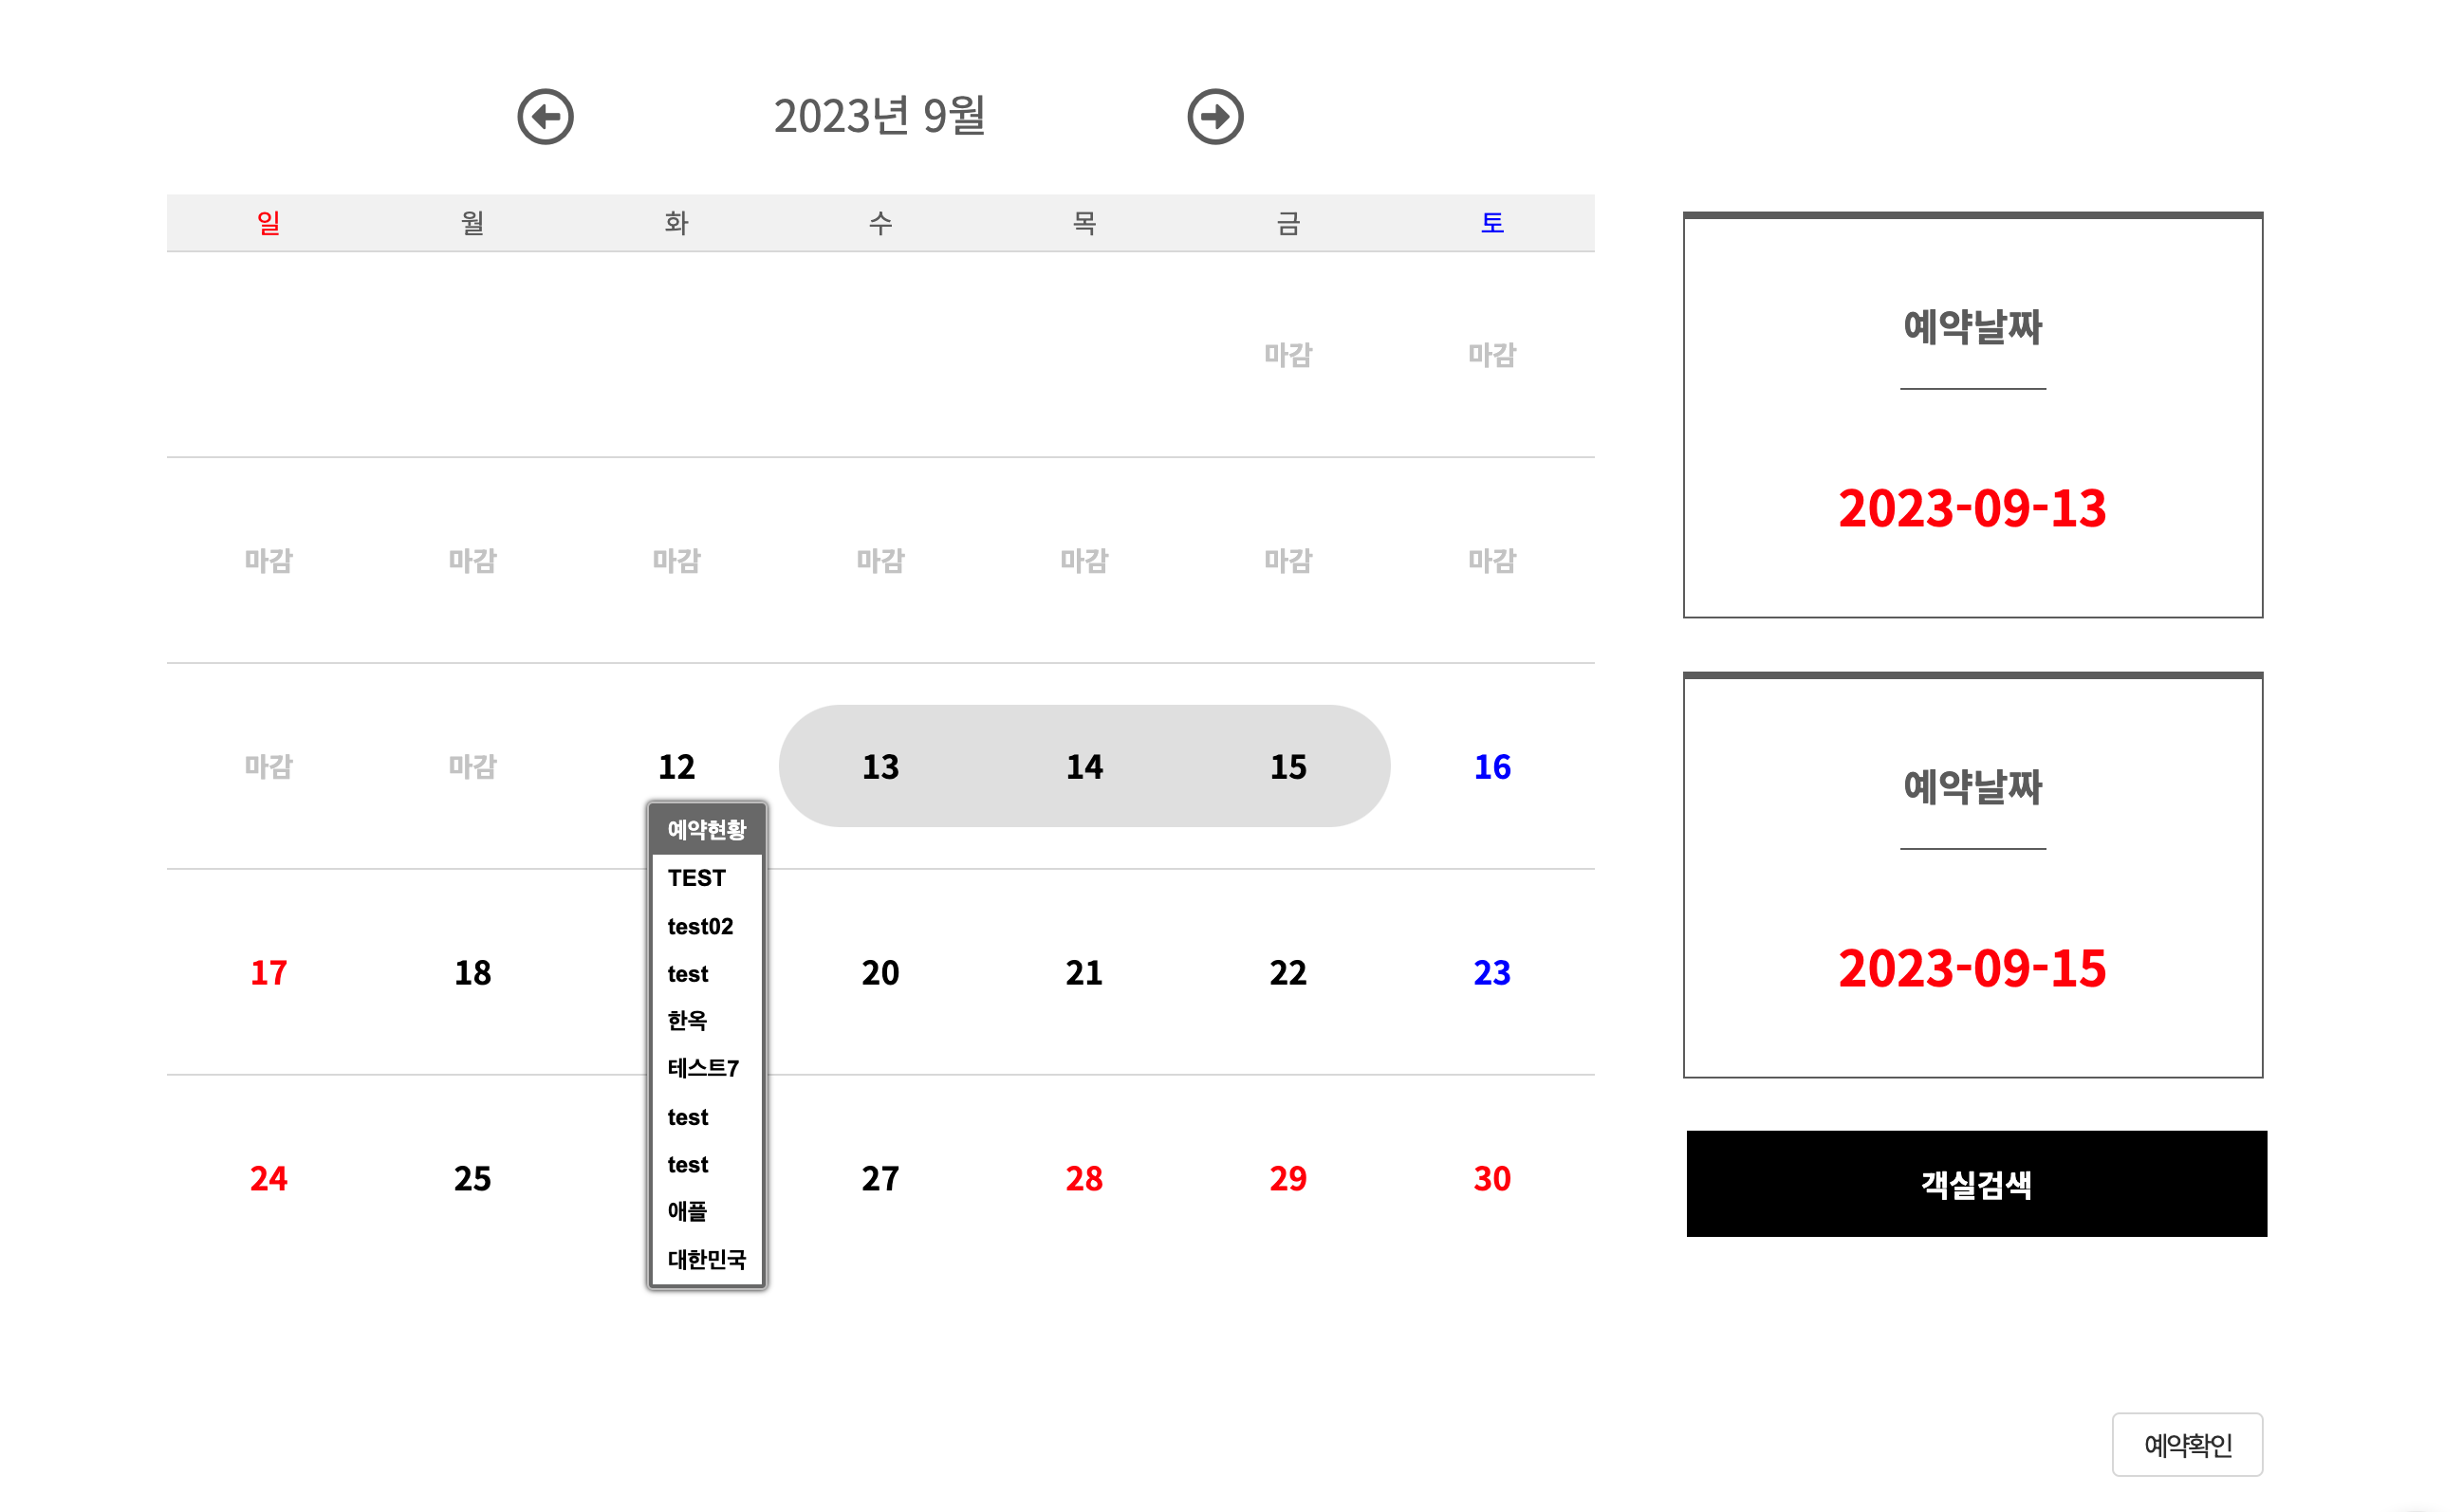 2023년 9월
일 월 화 수 목 금 토
마감 마감
마감 마감 마감 마감 마감 마감 마감
마감 마감 12 13 14 15 16
예약현황
TEST
test02
test
한옥
테스트7
test
test
애플
대한민국
17 18 20 21 22 23
24 25 27 28 29 30
예약날짜
2023-09-13
예약날짜
2023-09-15
객실검색
예약확인